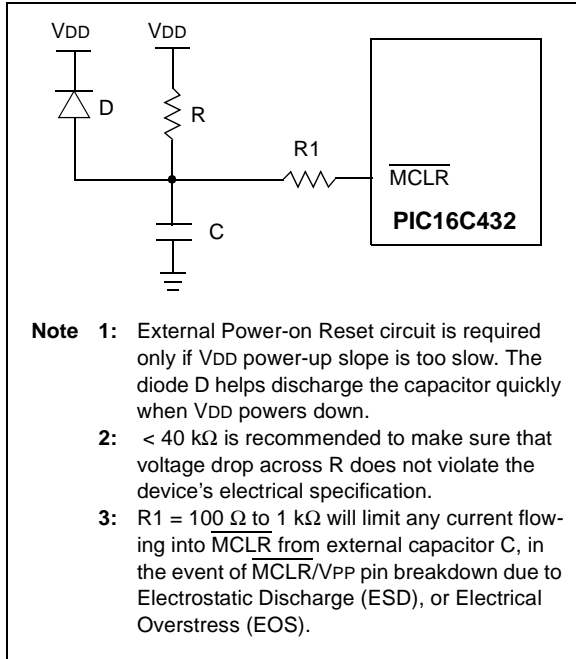 VDD VDD
D
R
R1
C
MCLR
PIC16C432
Note 1: External Power-on Reset circuit is required
only if VDD power-up slope is too slow. The
diode D helps discharge the capacitor quickly
when VDD powers down.
2: < 40 kΩ is recommended to make sure that
voltage drop across R does not violate the
device's electrical specification.
3: R1 = 100 Ω to 1 kΩ will limit any current flow-
ing into MCLR from external capacitor C, in
the event of MCLR/VPP pin breakdown due to
Electrostatic Discharge (ESD), or Electrical
Overstress (EOS).